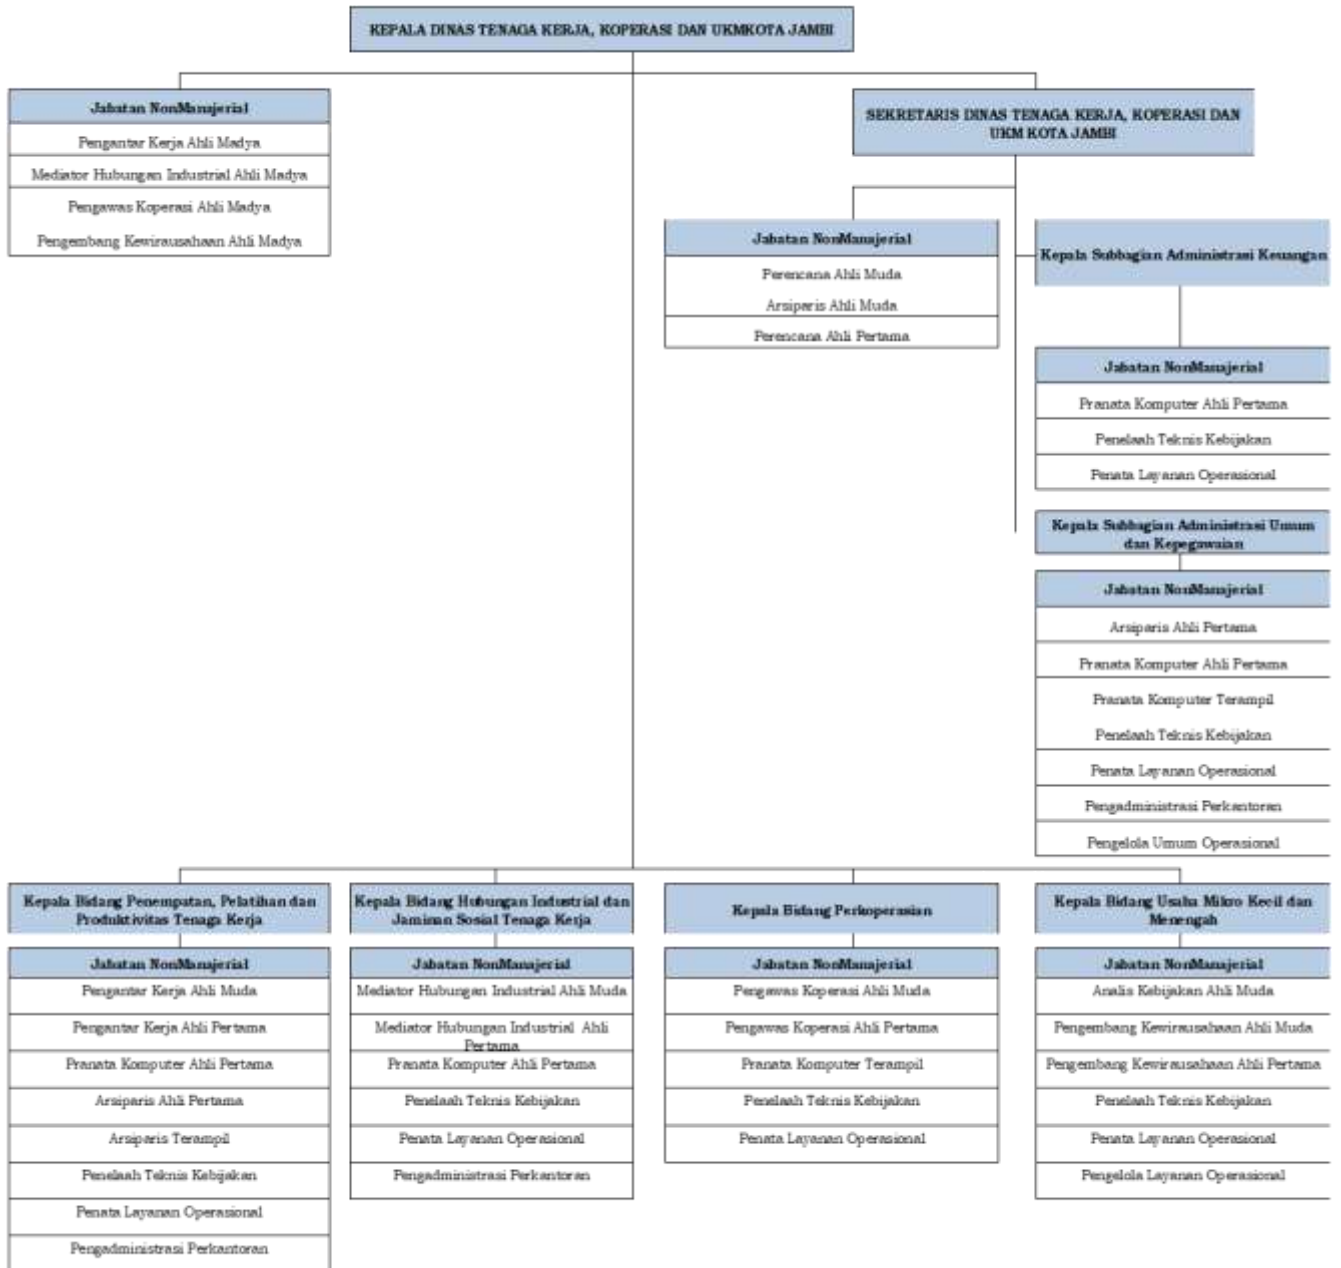 KEPALA DINAS TENAGA KERJA, KOPERASI DAN UKMKOTA JAMBI
Jabatan NonManajerial
Pengantar Kerja Ahli Madya
Mediator Hubungan Industrial Ahli Madya
Pengawas Koperasi Ahli Madya
Pengembang Kewirausahaan Ahli Madya
SEKRETARIS DINAS TENAGA KERJA, KOPERASI DAN
UKM KOTA JAMBI
Jabatan NonManajerial
Perencana Ahli Muda
Arsiparis Ahli Muda
Perencana Ahli Pertama
Kepala Subbagian Administrasi Keuangan
Jabatan NonManajerial
Pranata Komputer Ahli Pertama
Penelaah Teknis Kebijakan
Penata Layanan Operasional
Kepala Subbagian Administrasi Umum
dan Kepegawaian
Jabatan NonManajerial
Arsiparis Ahli Pertama
Pranata Komputer Ahli Pertama
Pranata Komputer Terampil
Penelaah Teknis Kebijakan
Penata Layanan Operasional
Pengadministrasi Perkantoran
Pengelola Umum Operasional
Kepala Bidang Penempatan, Pelatihan dan
Produktivitas Tenaga Kerja
Jabatan NonManajerial
Pengantar Kerja Ahli Muda
Pengantar Kerja Ahli Pertama
Pranata Komputer Ahli Pertama
Arsiparis Ahli Pertama
Arsiparis Terampil
Penelaah Teknis Kebijakan
Penata Layanan Operasional
Pengadministrasi Perkantoran
Kepala Bidang Hubungan Industrial dan
Jaminan Sosial Tenaga Kerja
Jabatan NonManajerial
Mediator Hubungan Industrial Ahli Muda
Mediator Hubungan Industrial Ahli
Pertama
Pranata Komputer Ahli Pertama
Penelaah Teknis Kebijakan
Penata Layanan Operasional
Pengadministrasi Perkantoran
Kepala Bidang Perkoperasian
Jabatan NonManajerial
Pengawas Koperasi Ahli Muda
Pengawas Koperasi Ahli Pertama
Pranata Komputer Terampil
Penelaah Teknis Kebijakan
Penata Layanan Operasional
Kepala Bidang Usaha Mikro Kecil dan
Menengah
Jabatan NonManajerial
Analis Kebijakan Ahli Muda
Pengembang Kewirausahaan Ahli Muda
Pengembang Kewirausahaan Ahli Pertama
Penelaah Teknis Kebijakan
Penata Layanan Operasional
Pengelola Layanan Operasional